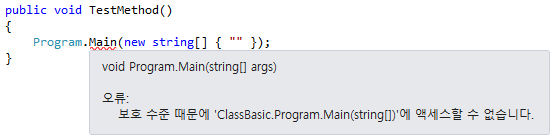 public void TestMethod()
{
Program.Main(new string[] { "" });
}
void Program.Main(string[] args)
오류:
보호 수준 때문에 'ClassBasic.Program.Main(string[])'에 액세스할 수 없습니다.